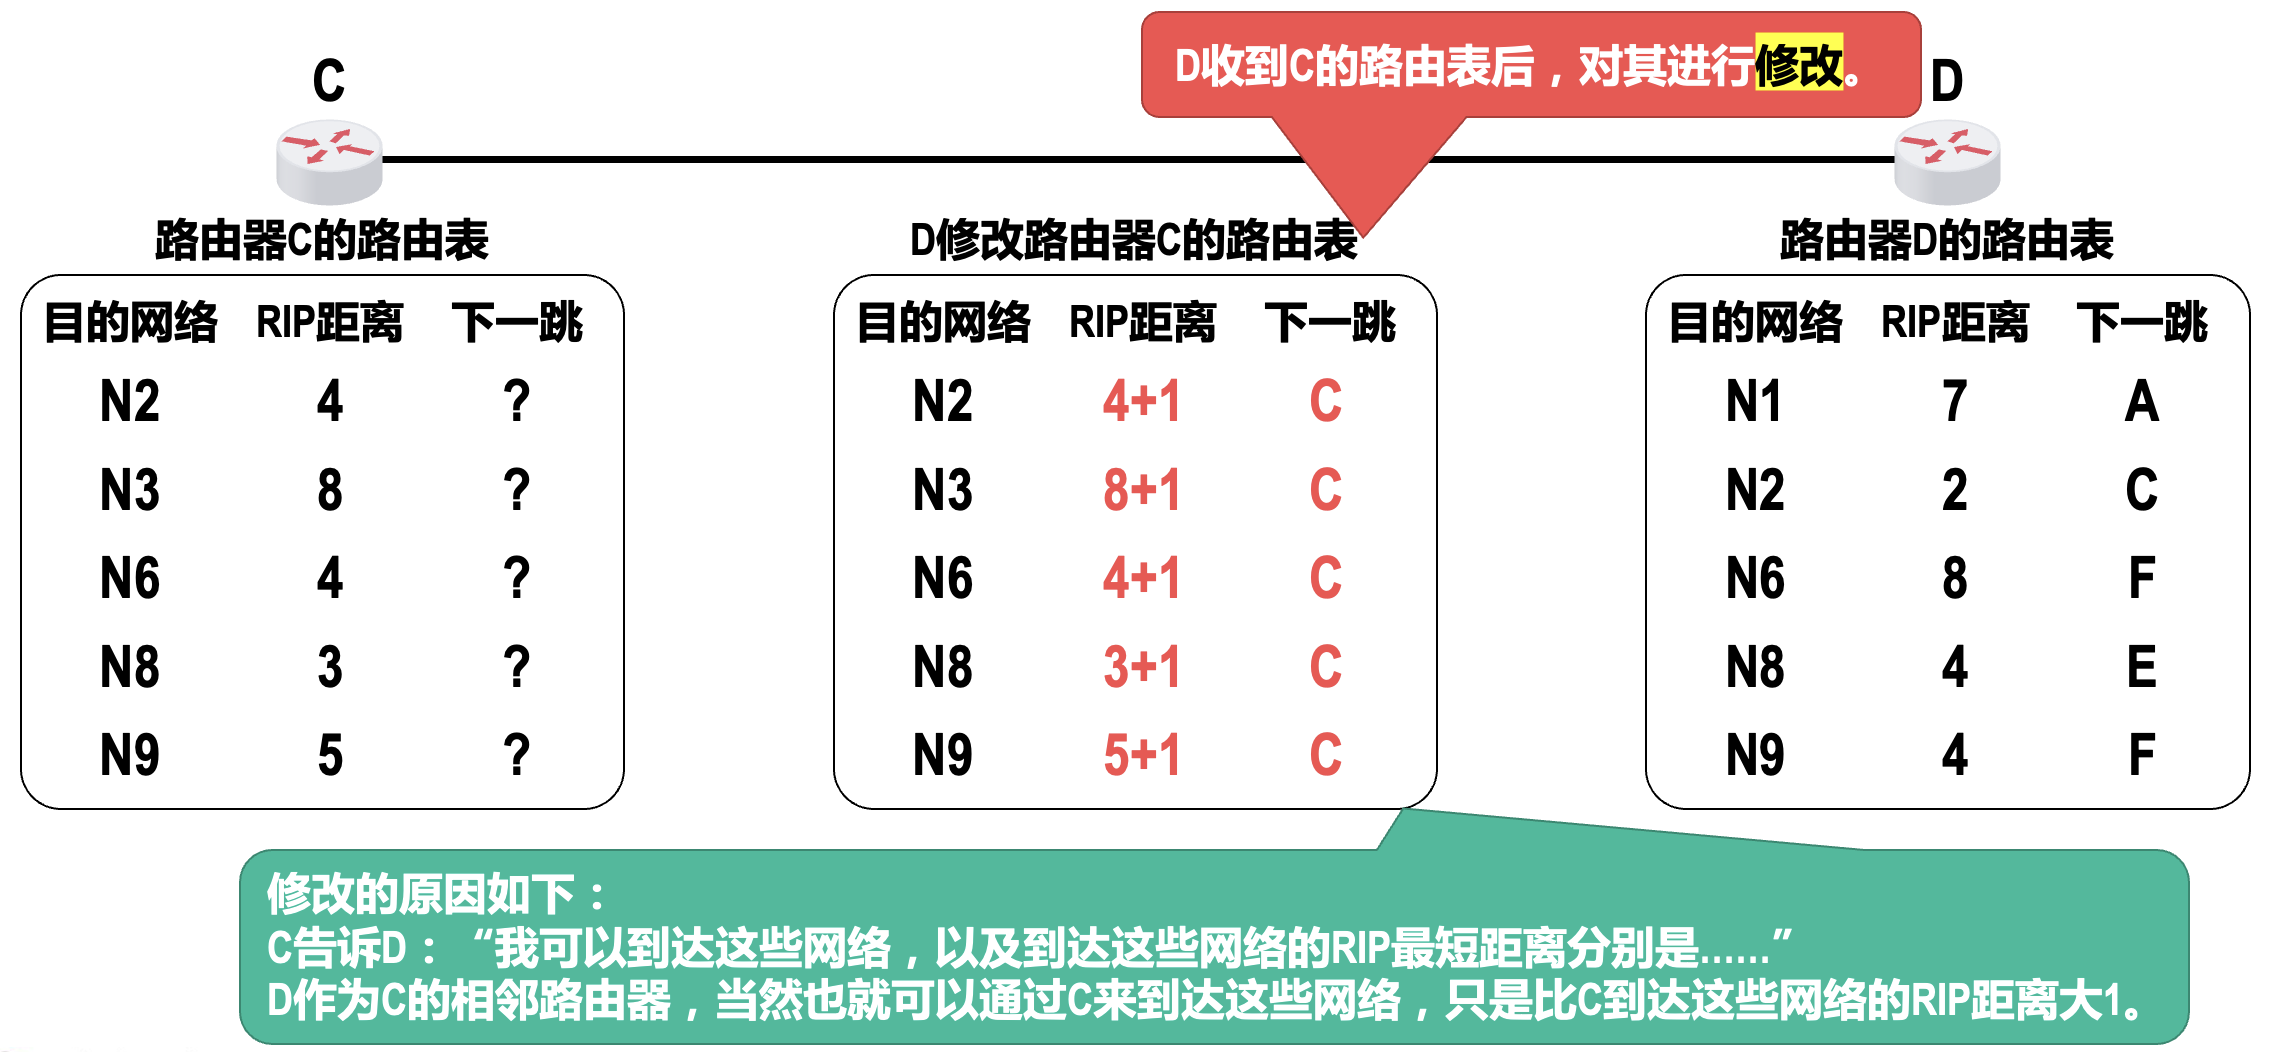 D收到C的路由表后，对其进行修改。
C
D
路由器C的路由表
D修改路由器C的路由表
路由器D的路由表
目的网络 RIP距离 下一跳
N2 4 ?
N3 8 ?
N6 4 ?
N8 3 ?
N9 5 ?
目的网络 RIP距离 下一跳
N2 4+1 C
N3 8+1 C
N6 4+1 C
N8 3+1 C
N9 5+1 C
目的网络 RIP距离 下一跳
N1 7 A
N2 2 C
N6 8 F
N8 4 E
N9 4 F
修改的原因如下：
C告诉D：“我可以到达这些网络，以及到达这些网络的RIP最短距离分别是……”
D作为C的相邻路由器，当然也就可以通过C来到达这些网络，只是比C到达这些网络的RIP距离大1。